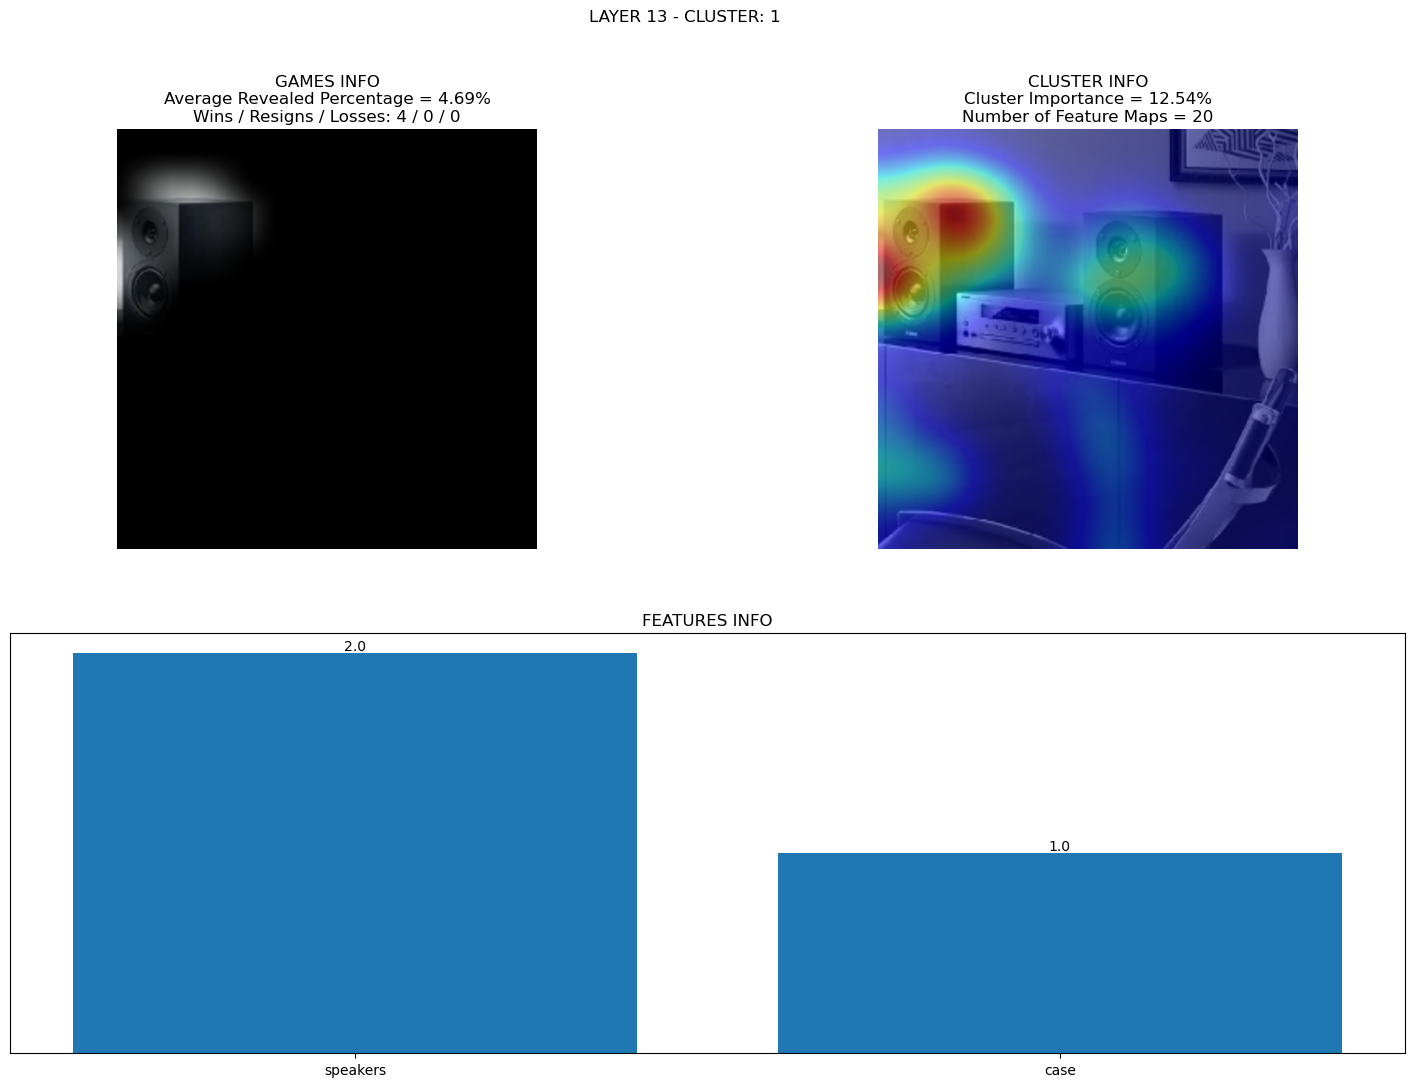 LAYER 13 - CLUSTER: 1
GAMES INFO
Average Revealed Percentage = 4.69%
Wins / Resigns / Losses: 4 / 0 / 0
CLUSTER INFO
Cluster Importance = 12.54%
Number of Feature Maps = 20
FEATURES INFO
2.0
1.0
speakers
case